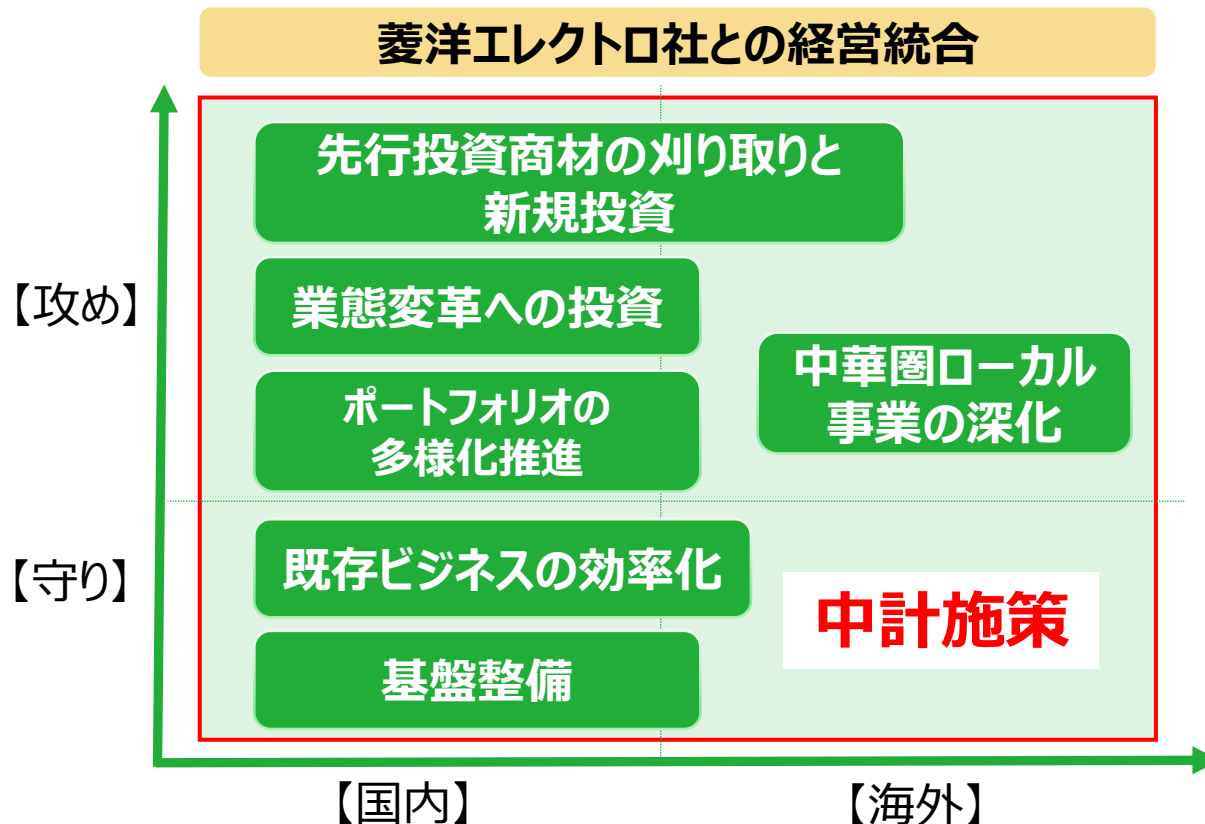 菱洋エレクトロ社との経営統合
先行投資商材の刈り取りと
新規投資
【攻め】
業態変革への投資
中華圏ローカル
事業の深化
ポートフォリオの
多様化推進
【守り】
既存ビジネスの効率化
中計施策
基盤整備
【国内】
【海外】